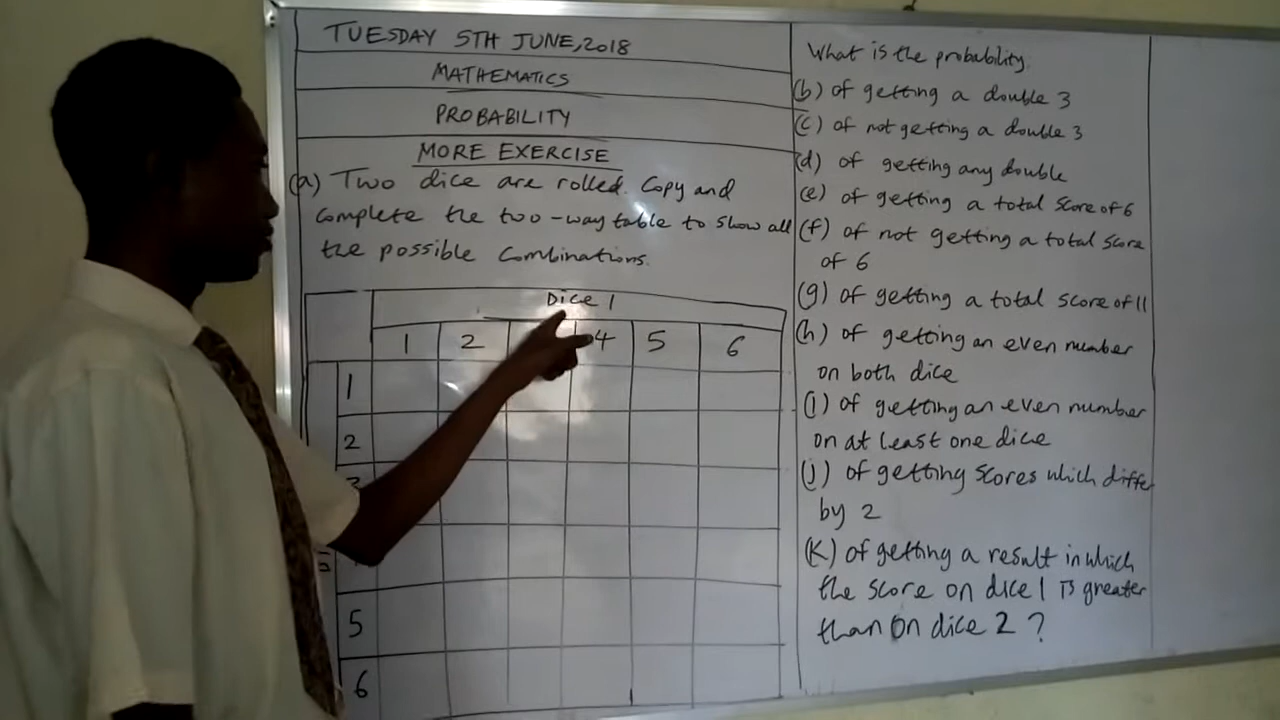 TUESDAY 5TH JUNE, 2018
MATHEMATICS
PROBABILITY
MORE EXERCISE
(a) Two dice are rolled. Copy and
complete the two-way table to show all
the possible Combinations.
Dice 1
1 2 4 5 6
1
2
3
5
6
What is the probability
(b) of getting a double 3
(c) of not getting a double 3
(d) of getting any double
(e) of getting a total score of 6
(f) of not getting a total score
of 6
(g) of getting a total score of 11
(h) of getting an even number
on both dice
(i) of getting an even number
on at least one dice
(j) of getting scores which differ
by 2
(K) of getting a result in which
the score on dice 1 is greater
than on dice 2 ?